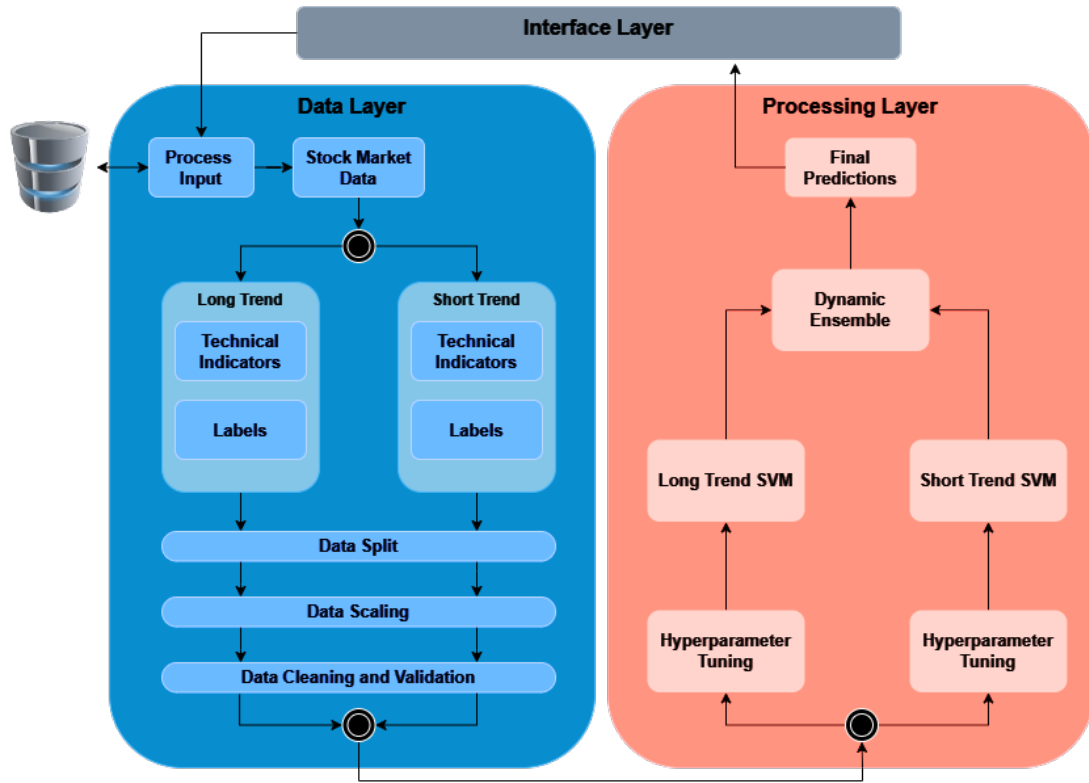 Interface Layer
Data Layer
Process
Input
Stock Market
Data
Long Trend
Technical
Indicators
Labels
Short Trend
Technical
Indicators
Labels
Data Split
Data Scaling
Data Cleaning and Validation
Processing Layer
Final
Predictions
Dynamic
Ensemble
Long Trend SVM
Short Trend SVM
Hyperparameter
Tuning
Hyperparameter
Tuning